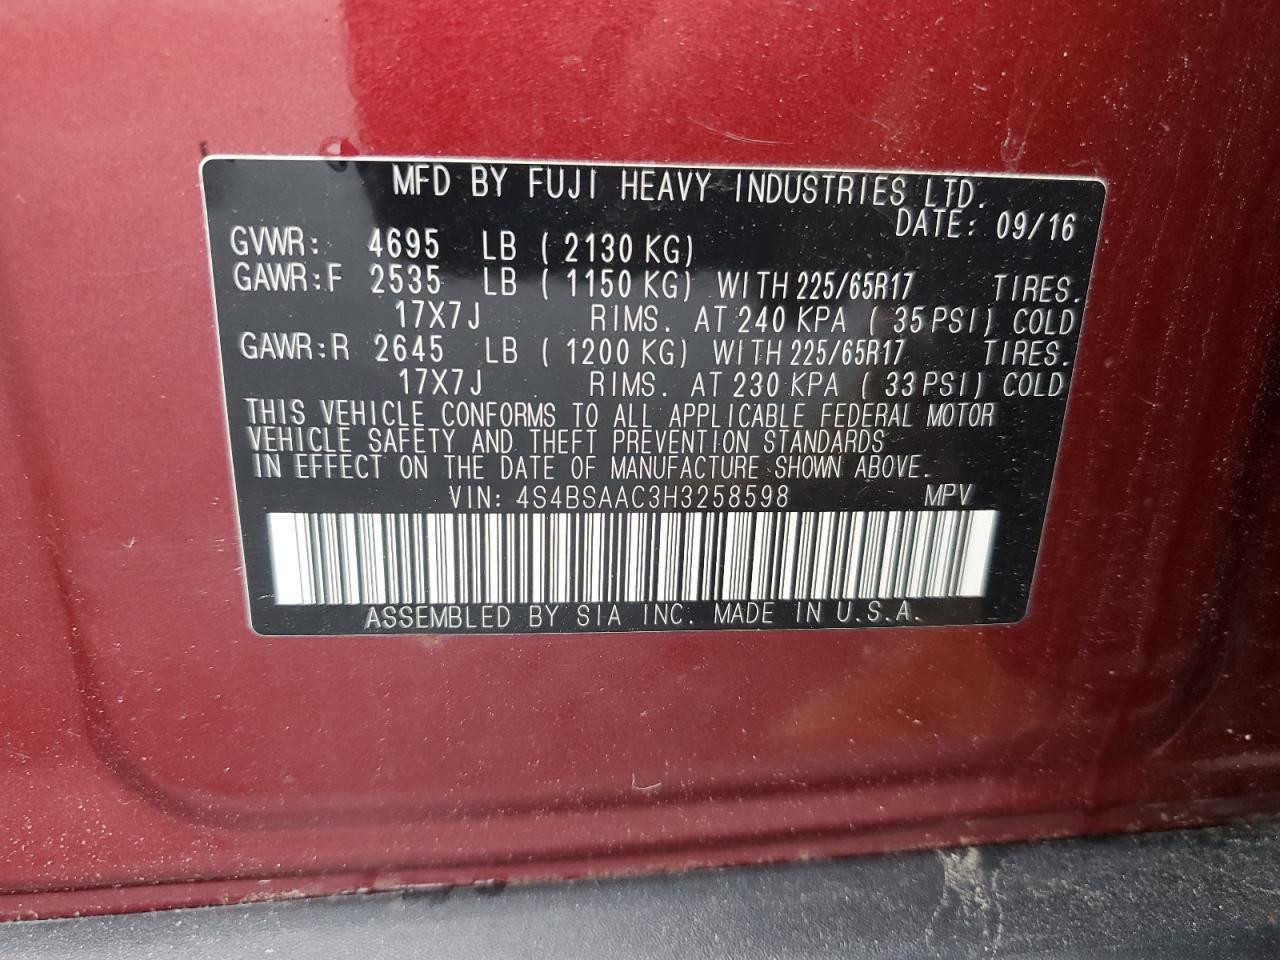 MFD BY FUJI HEAVY INDUSTRIES LTD.
DATE: 09/16
GVWR: 4695 LB ( 2130 KG)
GAWR:F 2535 LB ( 1150 KG) WITH 225/65R17 TIRES.
17X7J RIMS. AT 240 KPA ( 35 PSI) COLD
GAWR:R 2645 LB ( 1200 KG) WITH 225/65R17 TIRES.
17X7J RIMS. AT 230 KPA ( 33 PSI) COLD
THIS VEHICLE CONFORMS TO ALL APPLICABLE FEDERAL MOTOR
VEHICLE SAFETY AND THEFT PREVENTION STANDARDS
IN EFFECT ON THE DATE OF MANUFACTURE SHOWN ABOVE.
VIN: 4S4BSAAC3H3258598 MPV
ASSEMBLED BY SIA INC. MADE IN U.S.A.